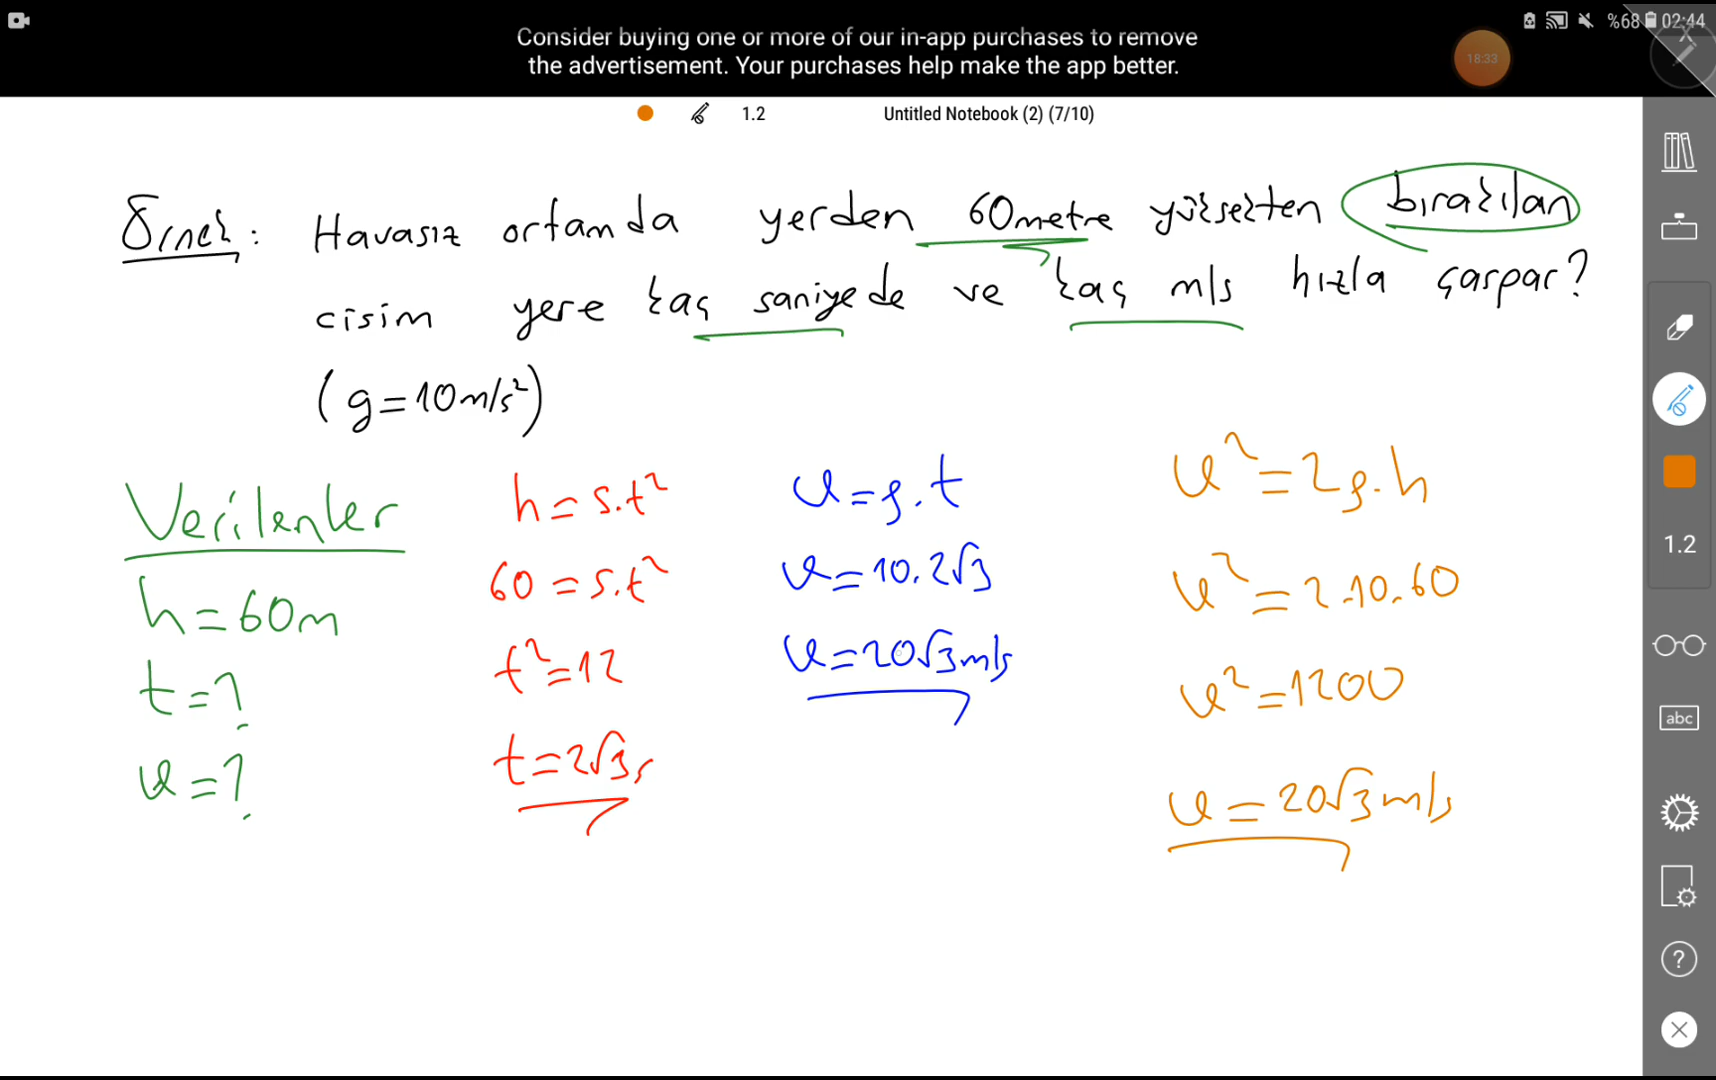 %68 02:44
Consider buying one or more of our in-app purchases to remove
the advertisement. Your purchases help make the app better.
18:33
X
1.2 Untitled Notebook (2) (7/10)
Örnek: Havasız ortamda yerden 60metre yüksekten bırakılan
cisim yere kaç saniyede ve kaç m/s hızla çarpar?
(g=10m/s²)
Verilenler
h=60m
t=?
v=?
h=5.t²
60=5.t²
t²=12
t=2√3s
v=g.t
v=10.2√3
v=20√3m/s
v²=2g.h
v²=2.10.60
v²=1200
v=20√3m/s
1.2
abc
?